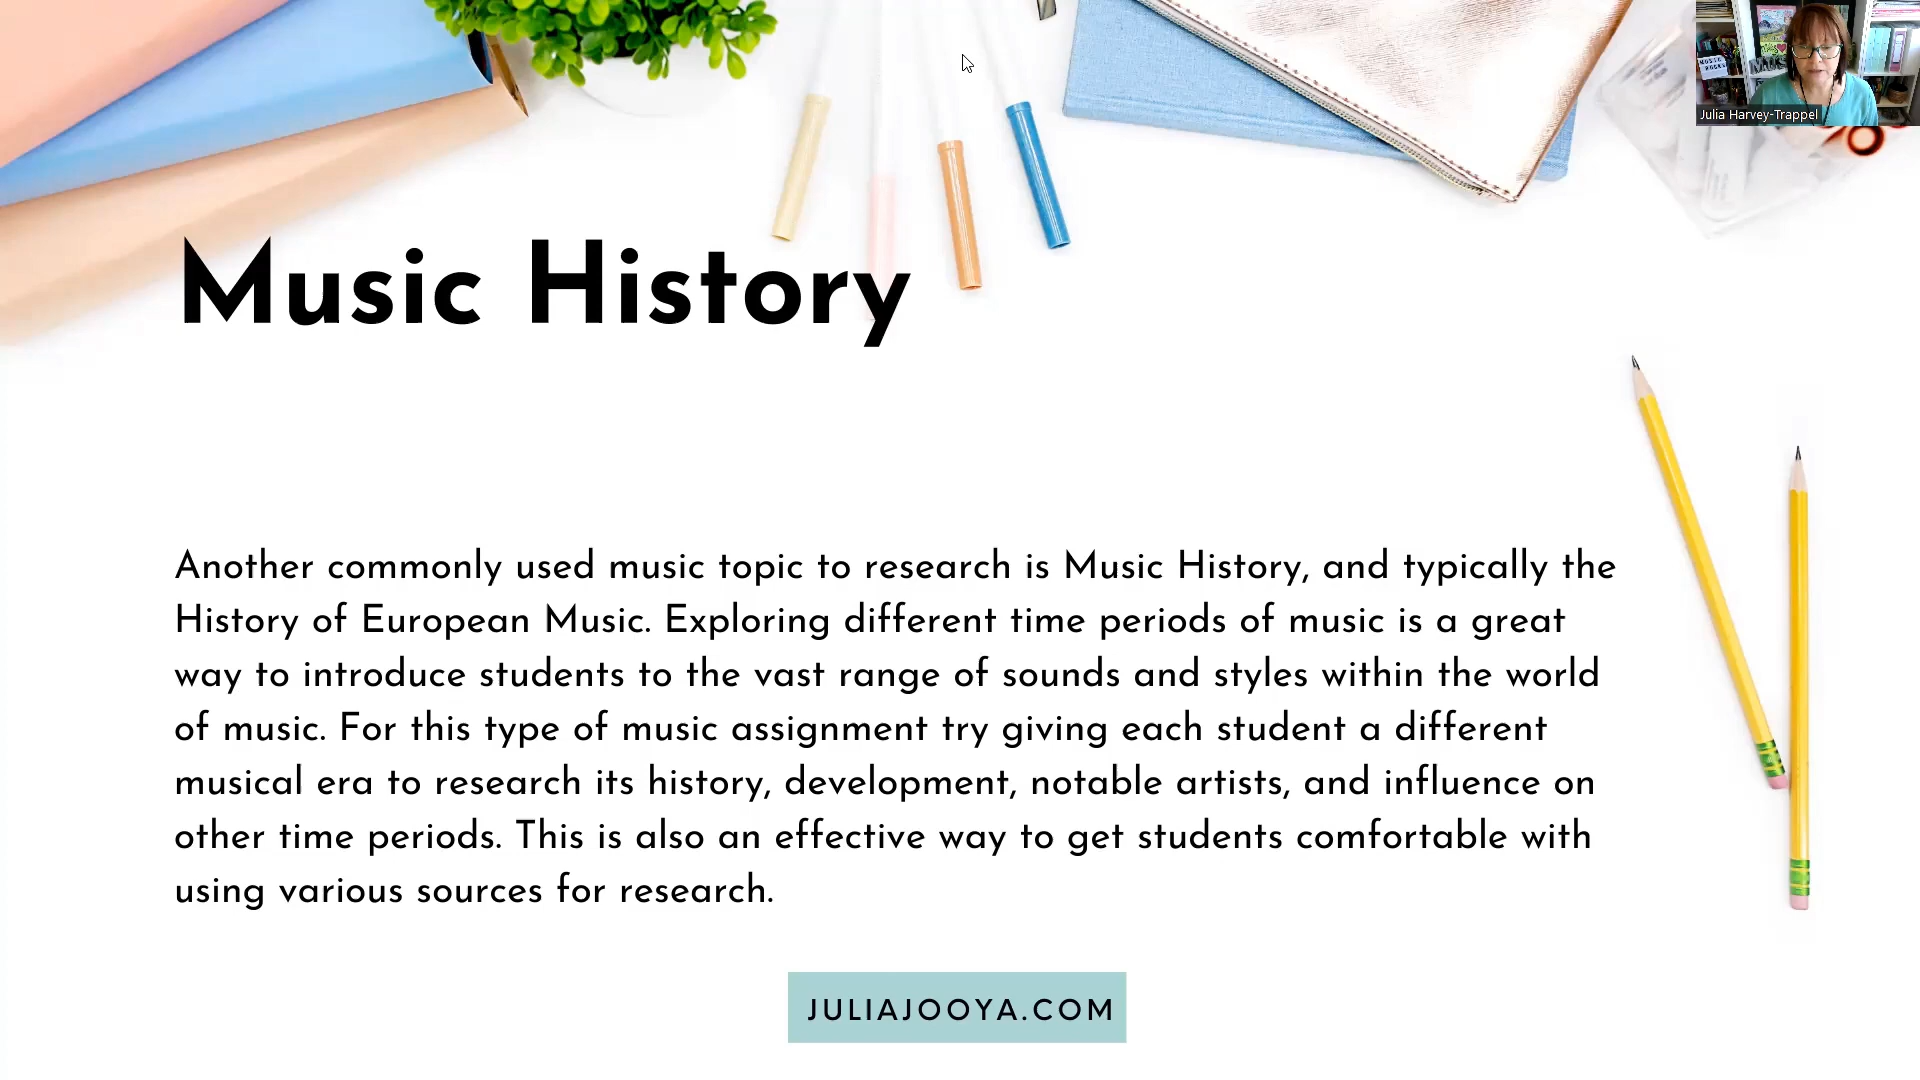 Julia Harvey-Trappel
Music History
Another commonly used music topic to research is Music History, and typically the
History of European Music. Exploring different time periods of music is a great
way to introduce students to the vast range of sounds and styles within the world
of music. For this type of music assignment try giving each student a different
musical era to research its history, development, notable artists, and influence on
other time periods. This is also an effective way to get students comfortable with
using various sources for research.
JULIAJOOYA.COM